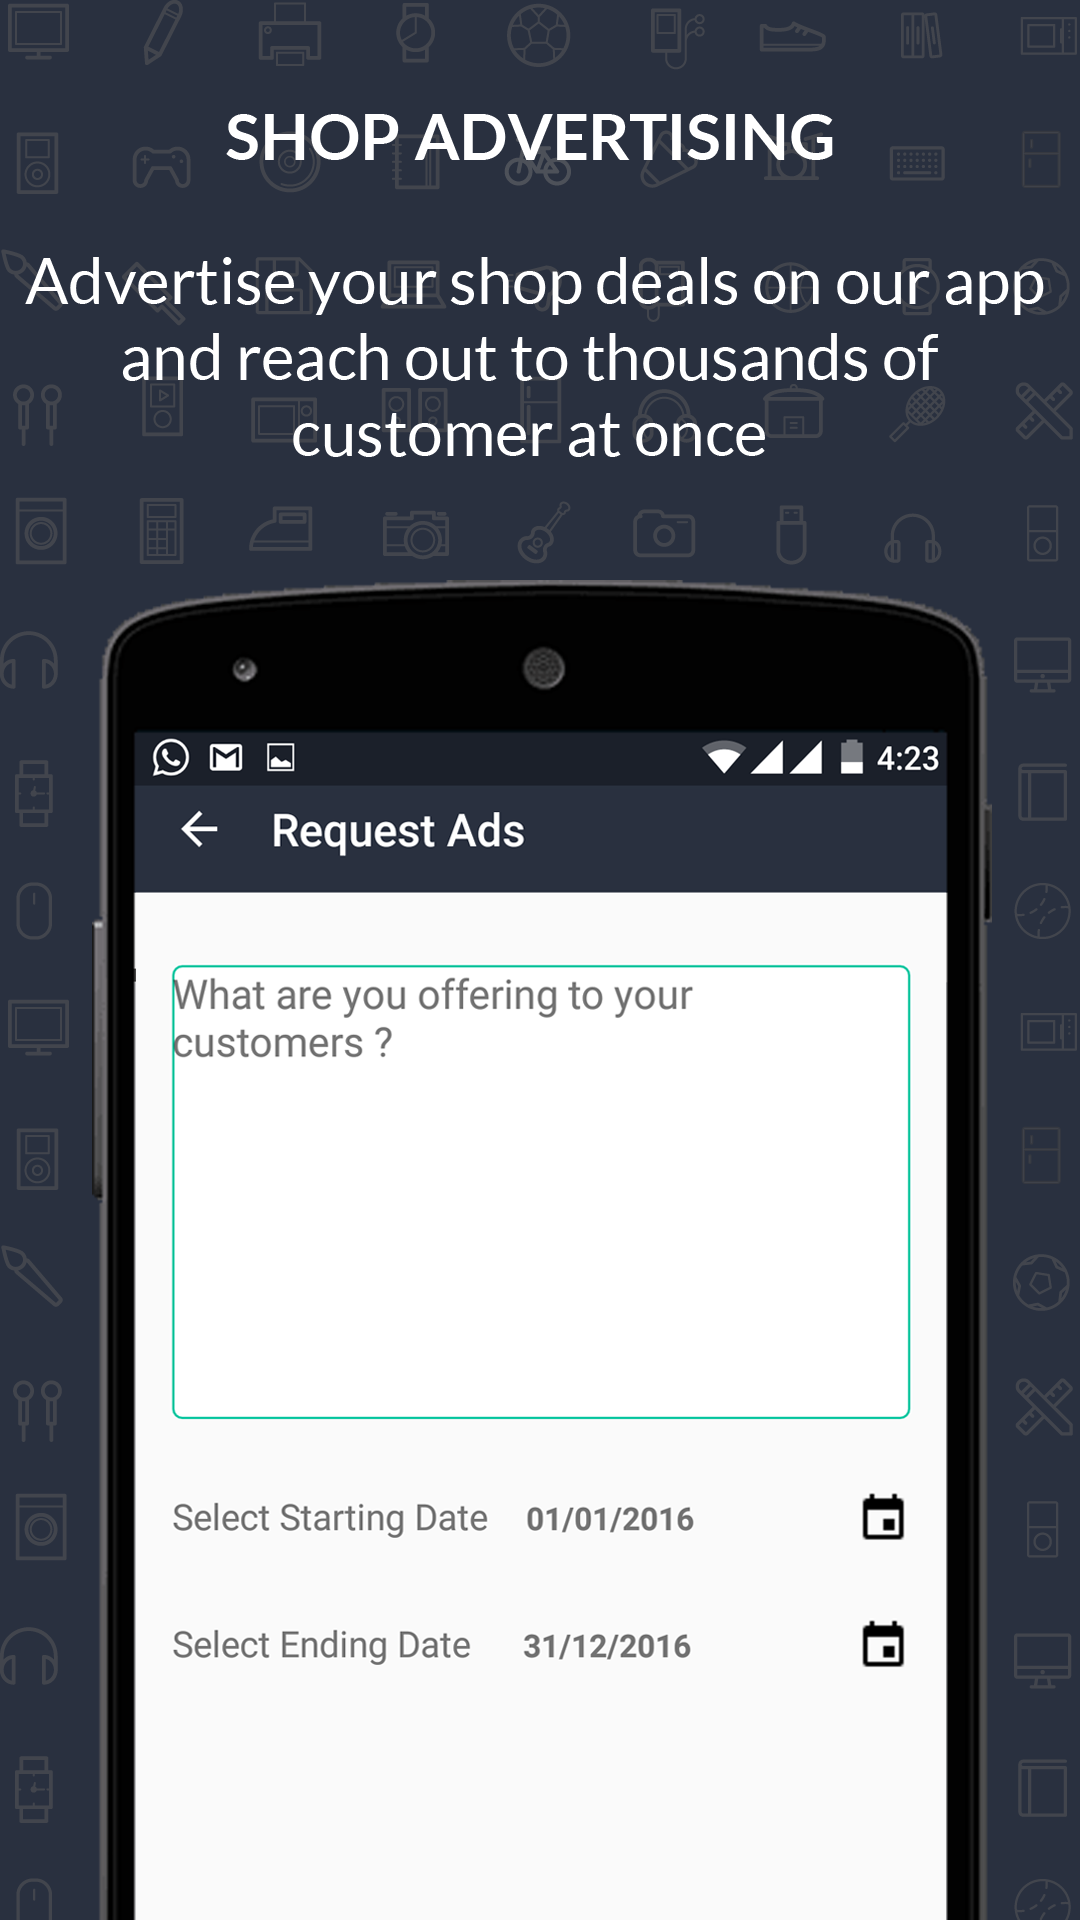 SHOP ADVERTISING
Advertise your shop deals on our app
and reach out to thousands of
customer at once
4:23
Request Ads
What are you offering to your
customers ?
Select Starting Date 01/01/2016
Select Ending Date 31/12/2016